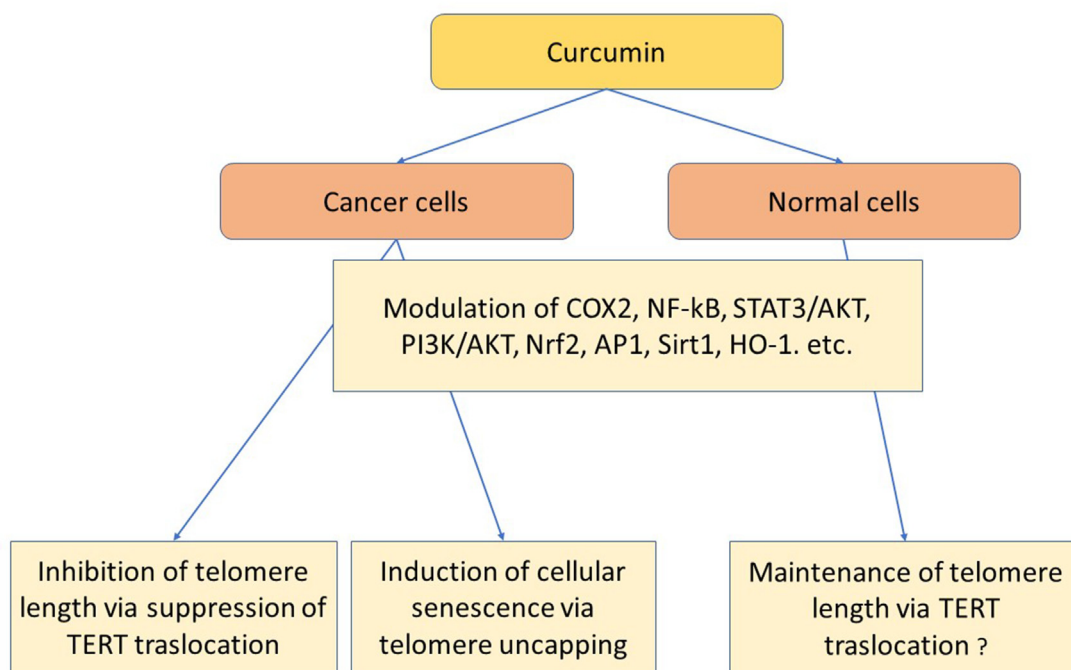 Curcumin
Cancer cells
Normal cells
Modulation of COX2, NF-kB, STAT3/AKT,
PI3K/AKT, Nrf2, AP1, Sirt1, HO-1. etc.
Inhibition of telomere
length via suppression of
TERT traslocation
Induction of cellular
senescence via
telomere uncapping
Maintenance of telomere
length via TERT
traslocation ?